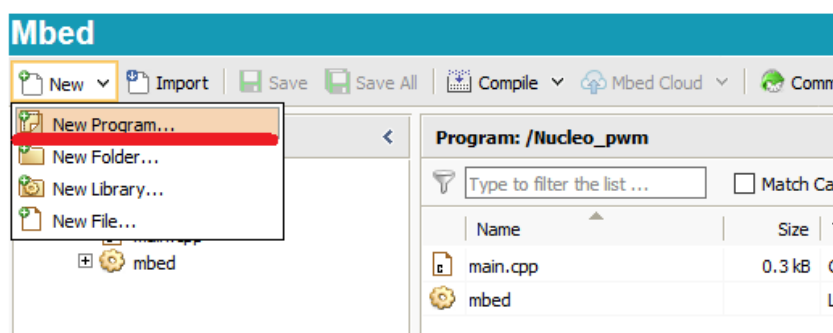 Mbed
New Import Save Save All Compile Mbed Cloud
New Program...
New Folder...
New Library...
New File...
mbed
Program: /Nucleo_pwm
Type to filter the list ...
Match
Name Size
main.cpp 0.3 kB
mbed